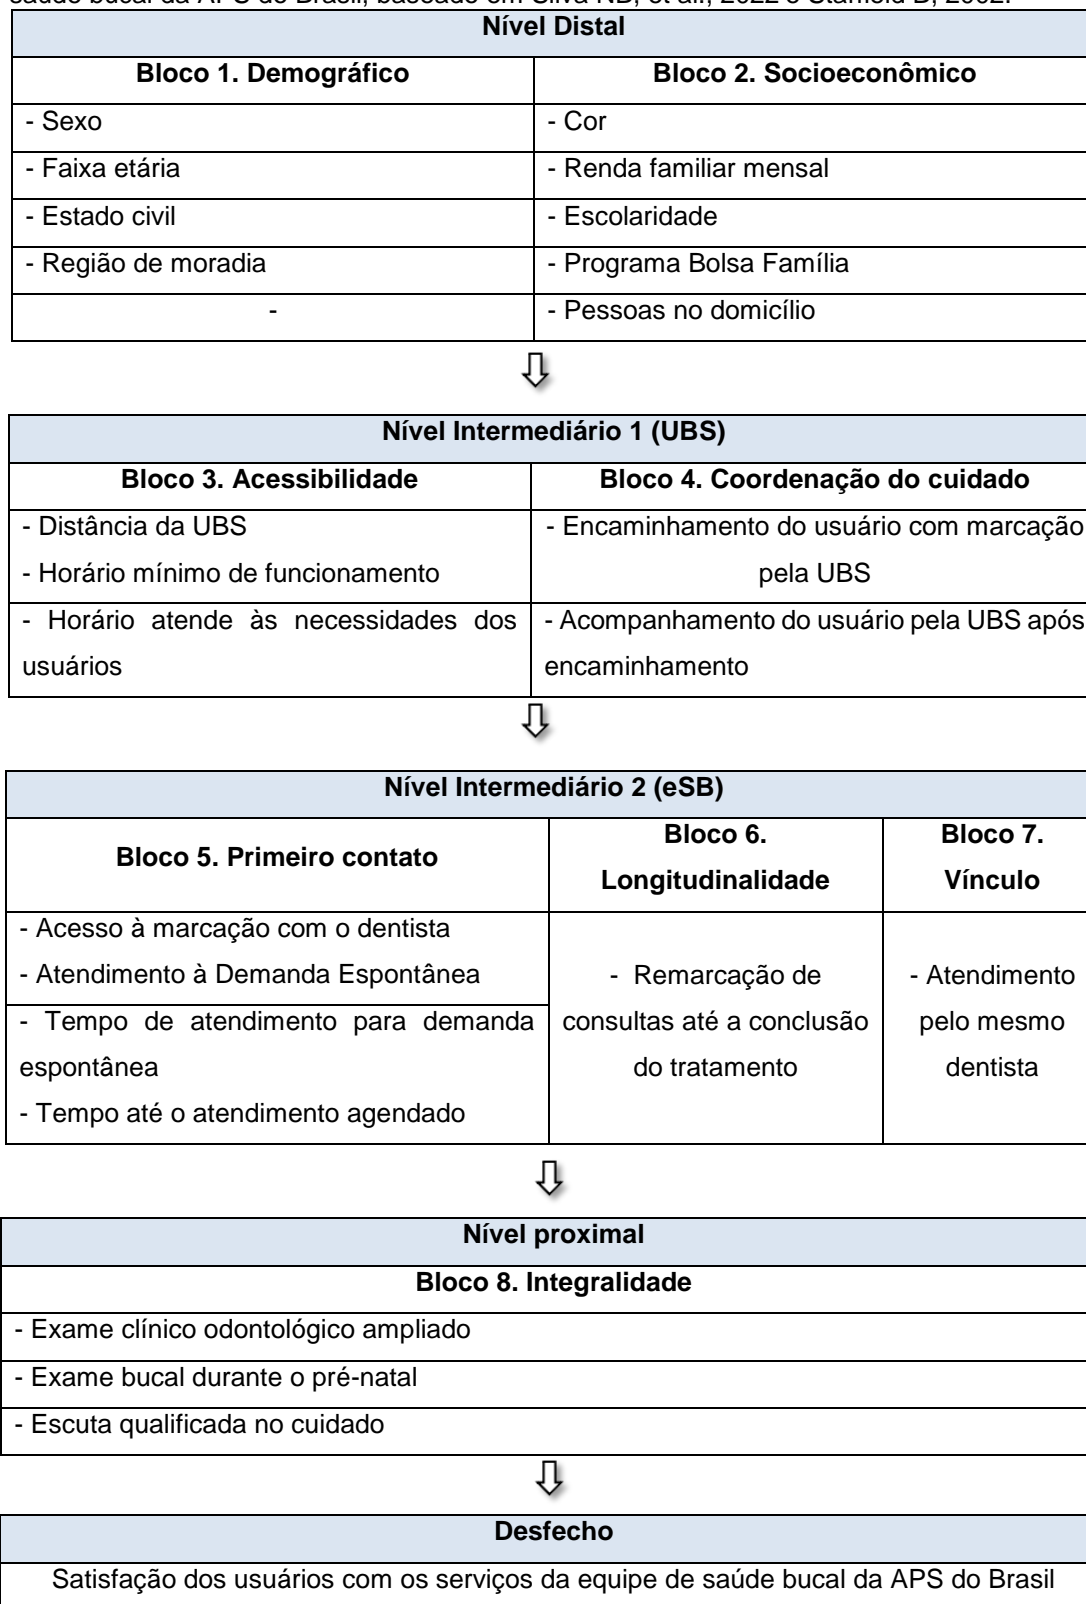 saúde bucal da APS do Brasil, baseado em Silva NB, et al., 2022 e Starfield B, 2002.
Nível Distal
Bloco 1. Demográfico
Bloco 2. Socioeconômico
- Sexo
- Cor
- Faixa etária
- Renda familiar mensal
- Estado civil
- Escolaridade
- Região de moradia
- Programa Bolsa Família
-
- Pessoas no domicílio
Nível Intermediário 1 (UBS)
Bloco 3. Acessibilidade
Bloco 4. Coordenação do cuidado
- Distância da UBS
- Horário mínimo de funcionamento
- Encaminhamento do usuário com marcação
pela UBS
- Horário atende às necessidades dos
usuários
- Acompanhamento do usuário pela UBS após
encaminhamento
Nível Intermediário 2 (eSB)
Bloco 5. Primeiro contato
Bloco 6.
Longitudinalidade
Bloco 7.
Vínculo
- Acesso à marcação com o dentista
- Atendimento à Demanda Espontânea
- Tempo de atendimento para demanda
espontânea
- Tempo até o atendimento agendado
- Remarcação de
consultas até a conclusão
do tratamento
- Atendimento
pelo mesmo
dentista
Nível proximal
Bloco 8. Integralidade
- Exame clínico odontológico ampliado
- Exame bucal durante o pré-natal
- Escuta qualificada no cuidado
Desfecho
Satisfação dos usuários com os serviços da equipe de saúde bucal da APS do Brasil